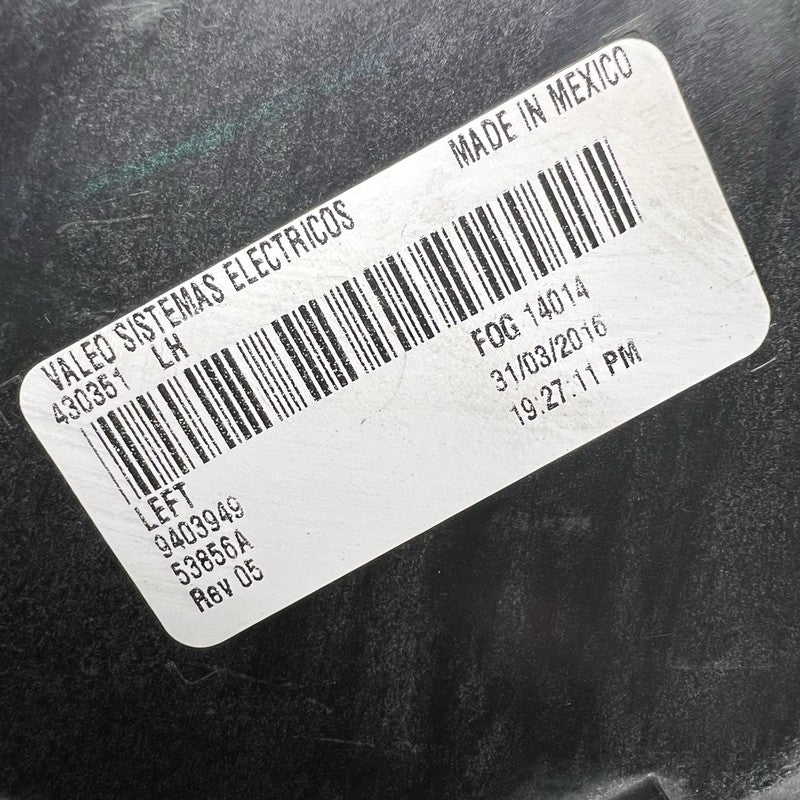 MADE IN MEXICO
VALEO SISTEMAS ELECTRICOS
430351 LH
FOG 14014
31/03/2016
19:27:11 PM
LEFT
9403949
53856A
Rev 05